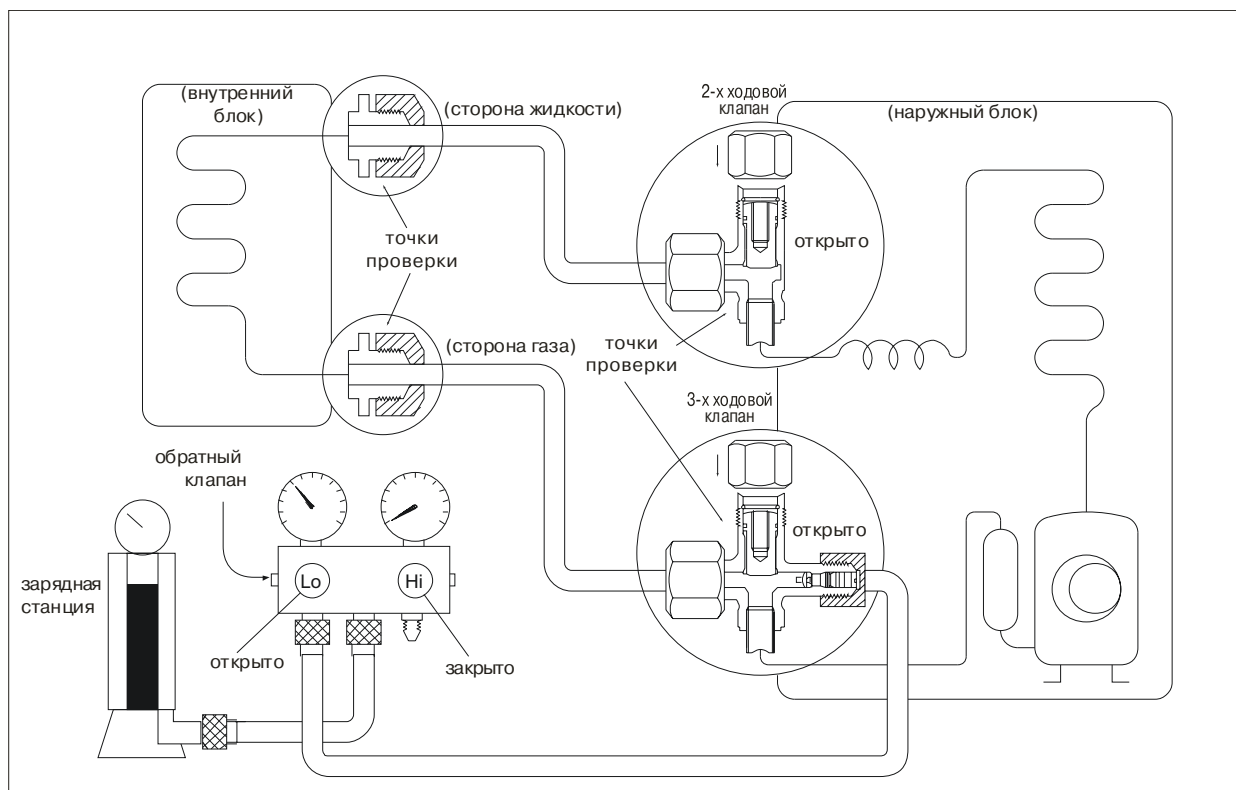 (внутренний
блок)
(сторона жидкости)
2-х ходовой
клапан
(наружный блок)
открыто
точки
проверки
(сторона газа)
точки
проверки
3-х ходовой
клапан
открыто
обратный
клапан
зарядная
станция
Lo
Hi
открыто
закрыто